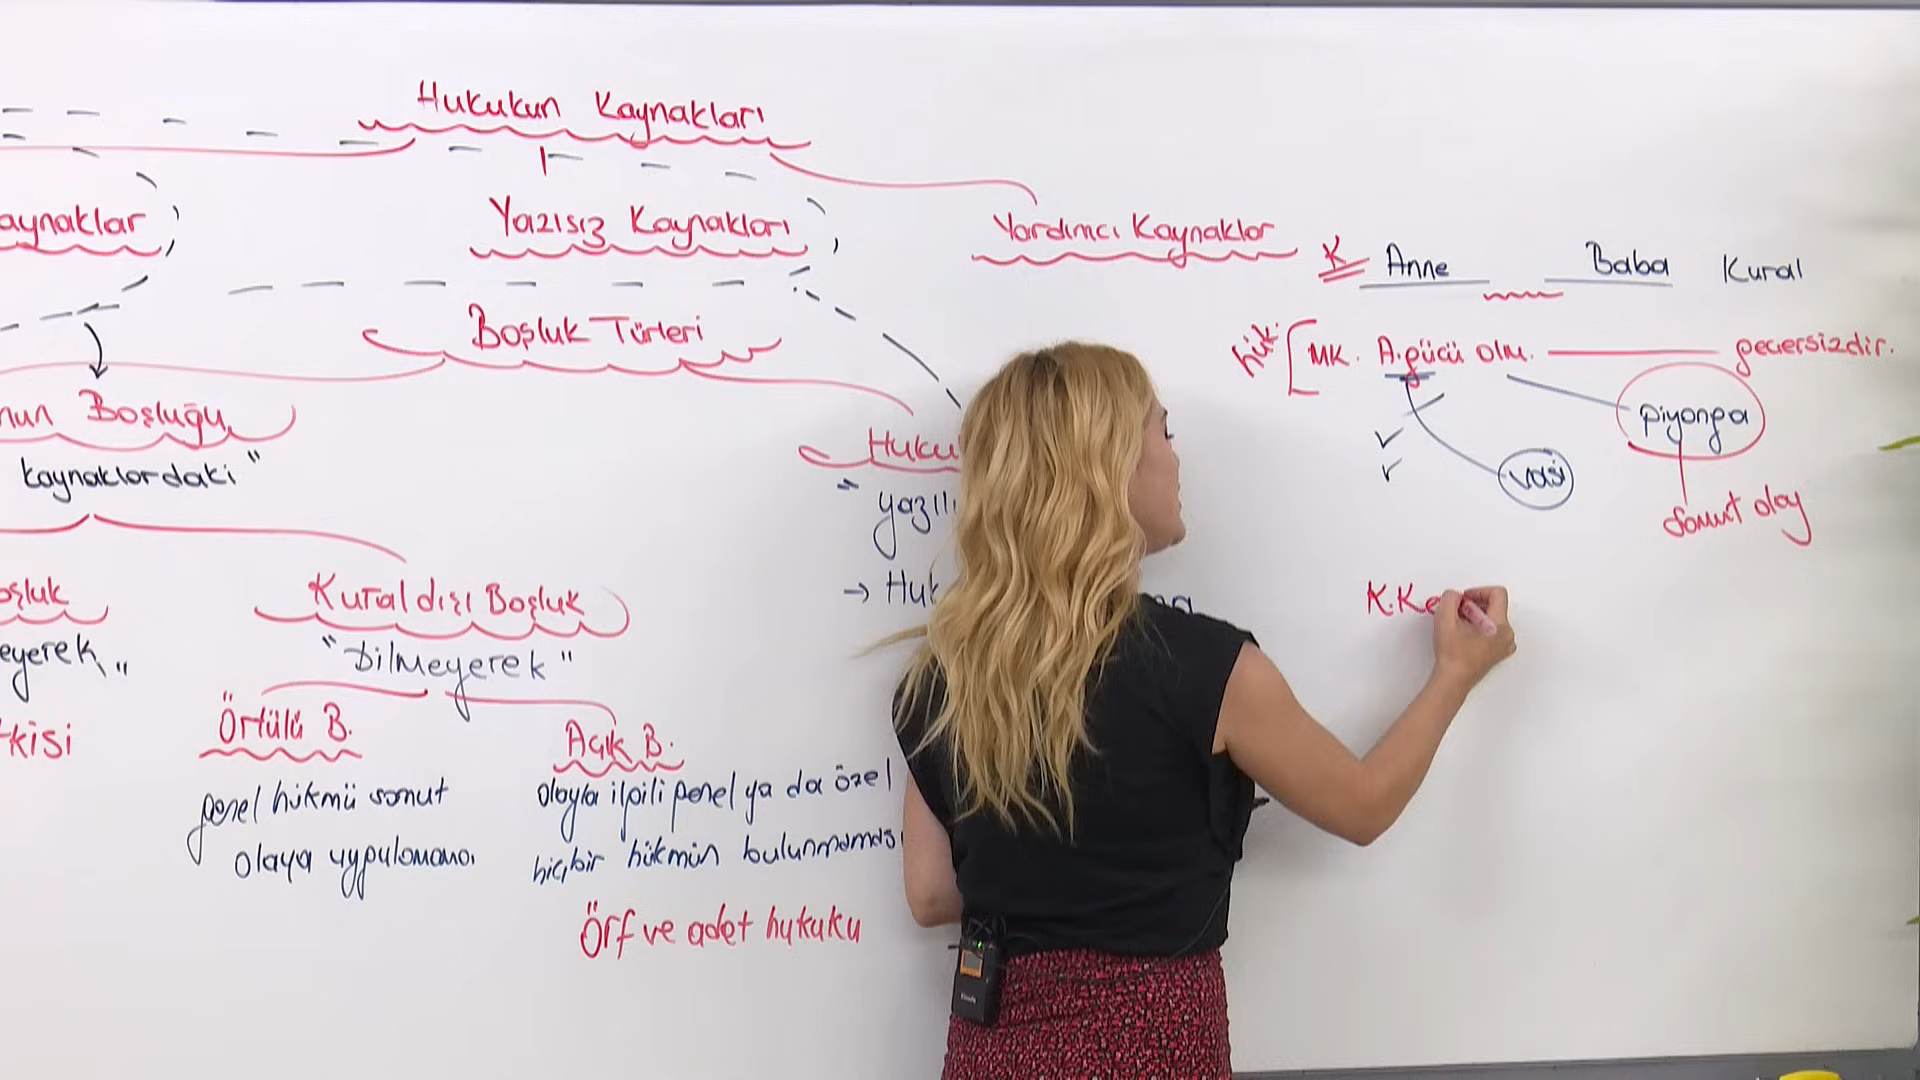 Hukukun Kaynakları
aynaklar
Yazısız Kaynakları
Yardımcı Kaynaklar
Boşluk Türleri
nun Boşluğu
kaynaklardaki"
Huku
" yazılı
→ Huk
oşluk
eyerek"
kisi
Kuraldışı Boşluk
"bilmeyerek"
Örtülü B.
genel hükmü somut
olaya uygulamama.
Açık B.
olayla ilgili genel ya da özel
hiçbir hükmün bulunmaması
Örf ve adet hukuku
K Anne Baba Kural
hük. MK. A.gücü olm. geçersizdir.
piyango
vasi
Somut olay
K.Ke